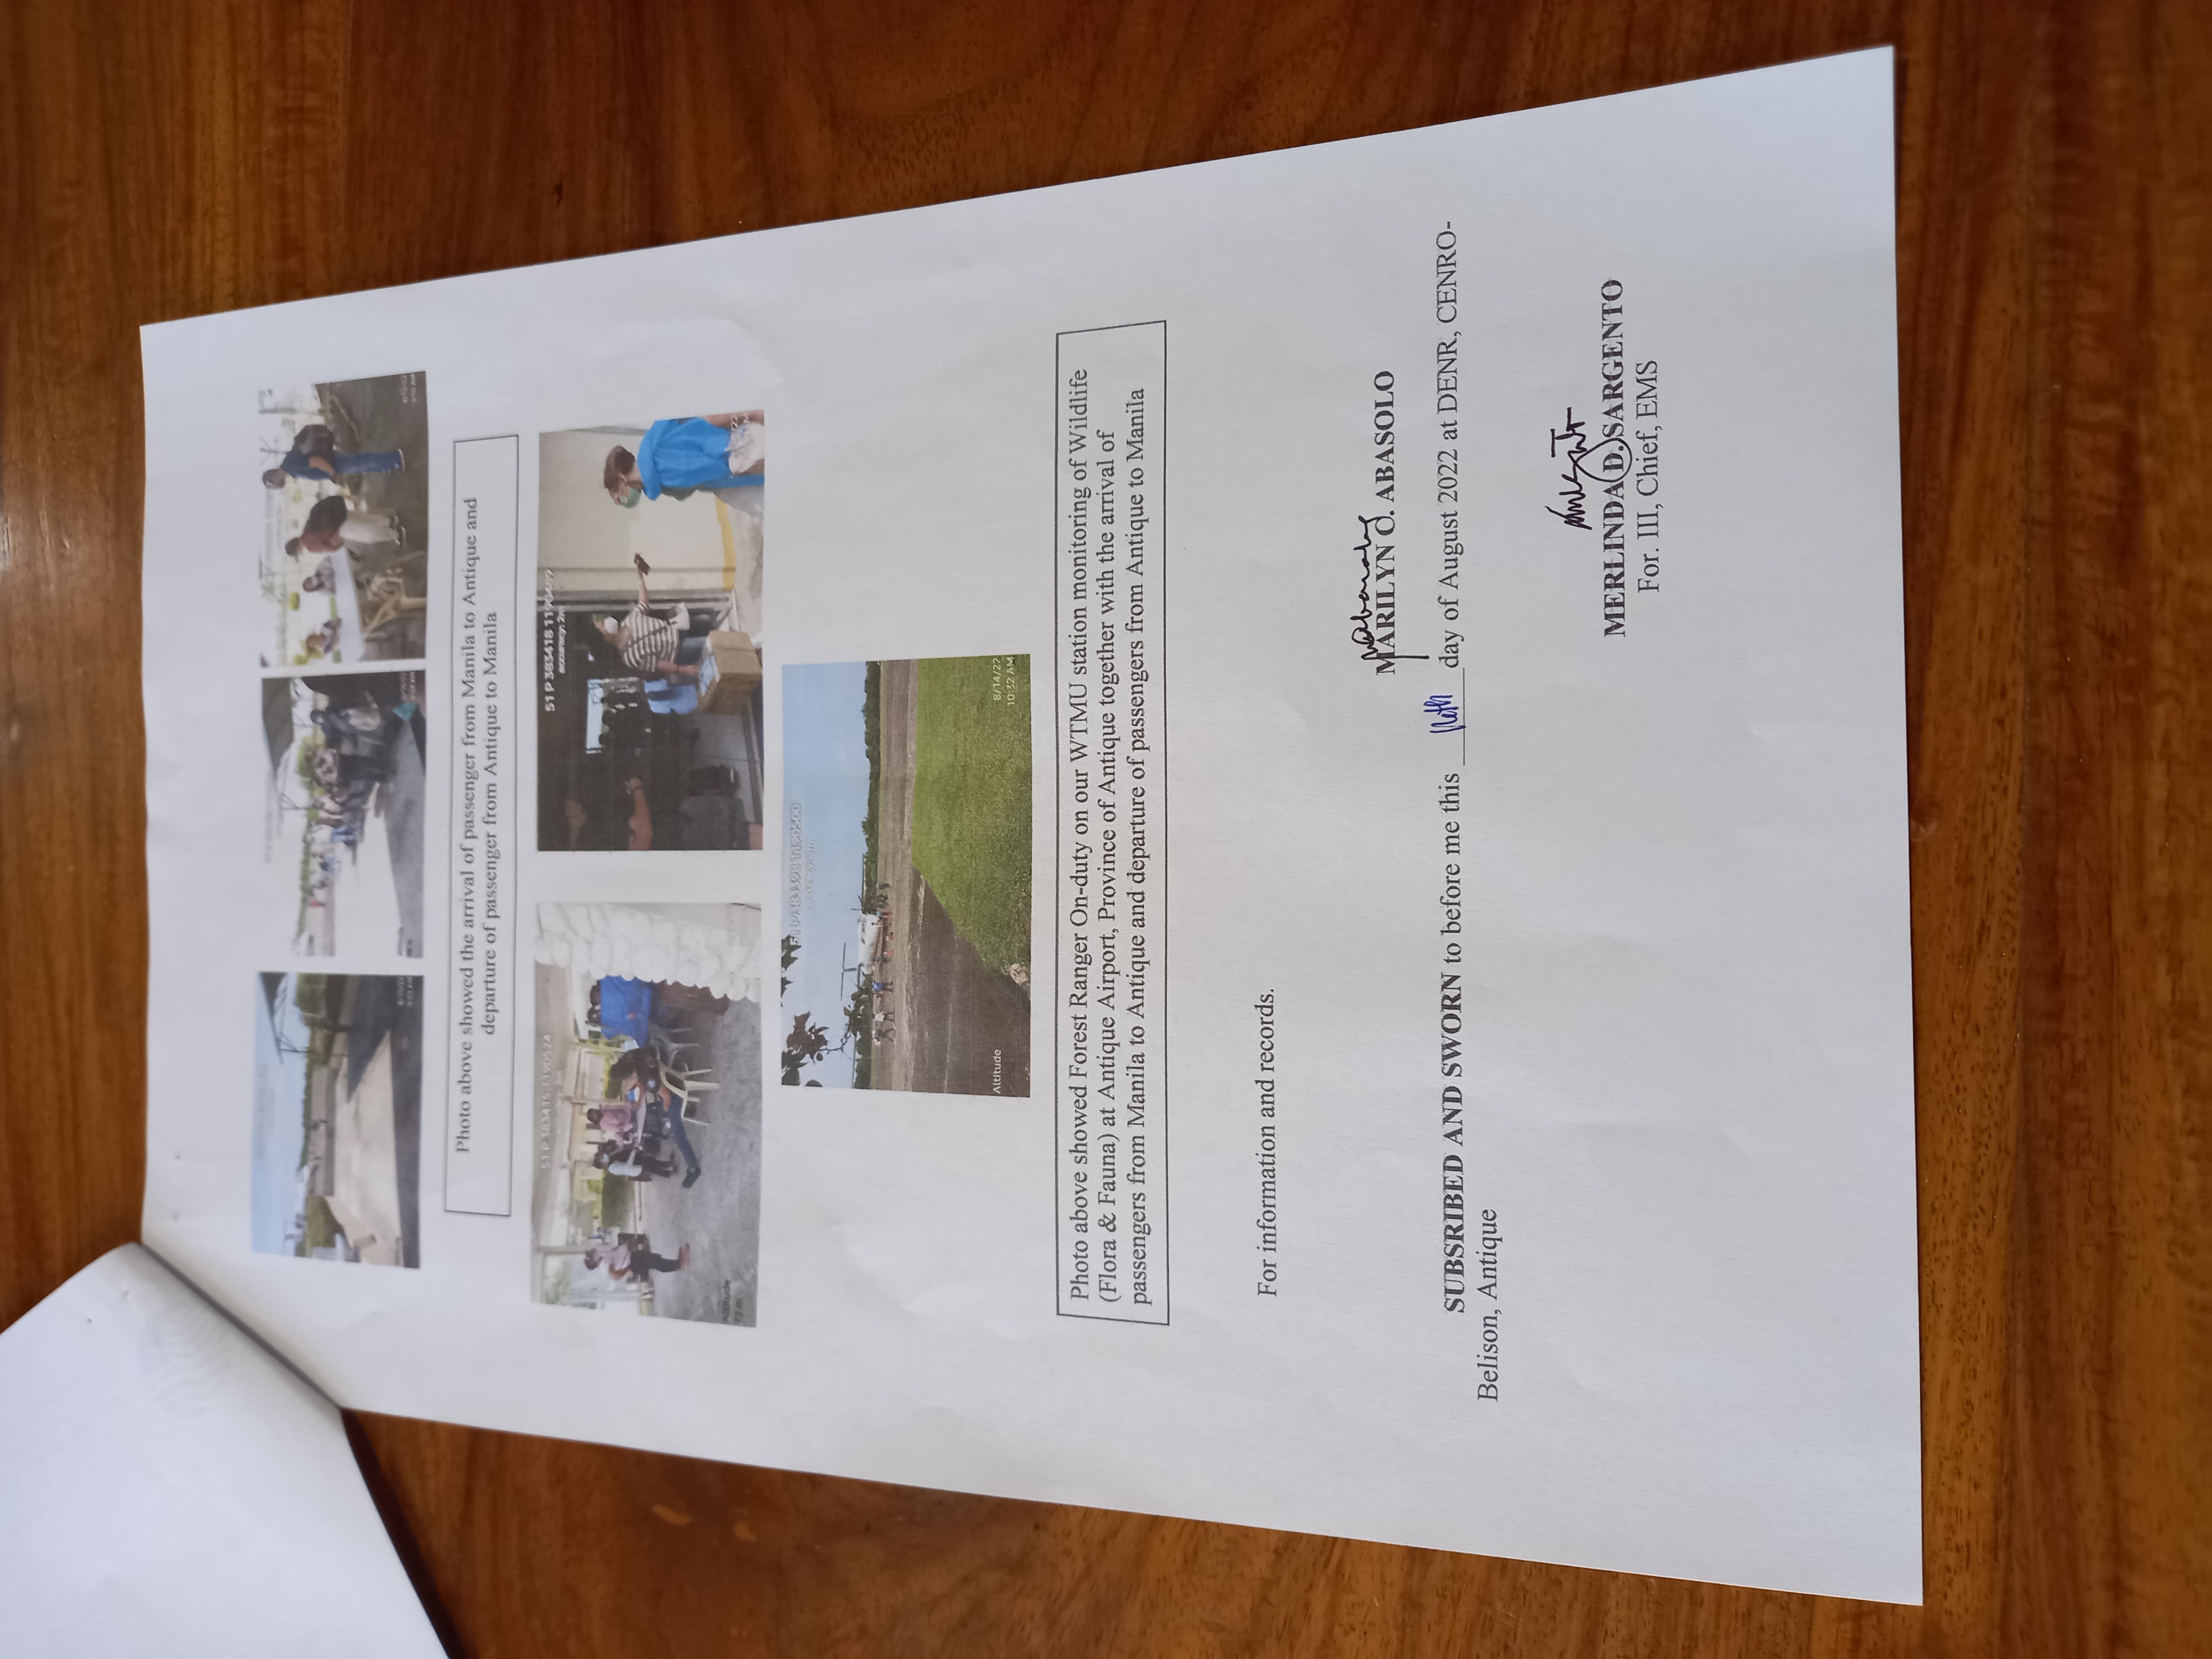 Photo above showed the arrival of passenger from Manila to Antique and
departure of passenger from Antique to Manila
51 P 383415 1190524
Altitude
72 m
51 P 383418
accuracy: 2m
51 P 383398 1190500
Altitude
8/14/22
10:32 AM
Photo above showed Forest Ranger On-duty on our WTMU station monitoring of Wildlife
(Flora & Fauna) at Antique Airport, Province of Antique together with the arrival of
passengers from Manila to Antique and departure of passengers from Antique to Manila
For information and records.
MARILYN O. ABASOLO
SUBSRIBED AND SWORN to before me this day of August 2022 at DENR, CENRO-
Belison, Antique
MERLINDA D. SARGENTO
For. III, Chief, EMS